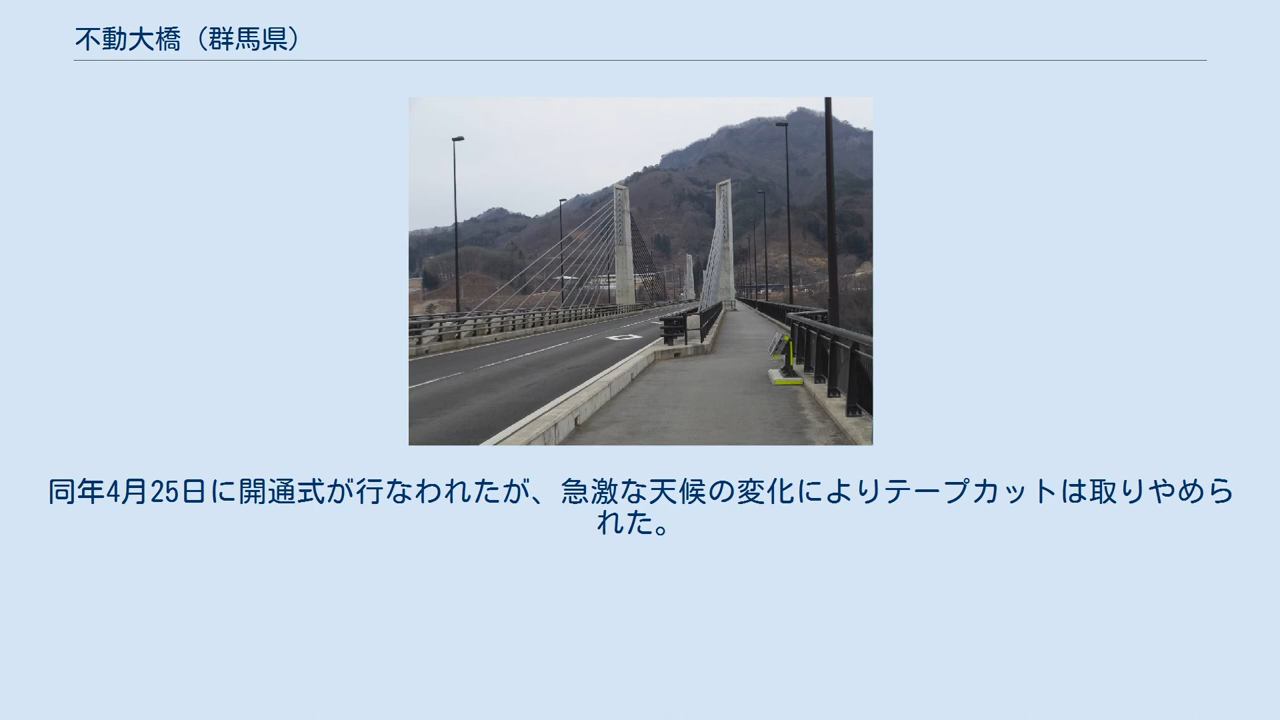 不動大橋（群馬県）
同年4月25日に開通式が行なわれたが、急激な天候の変化によりテープカットは取りやめら
れた。